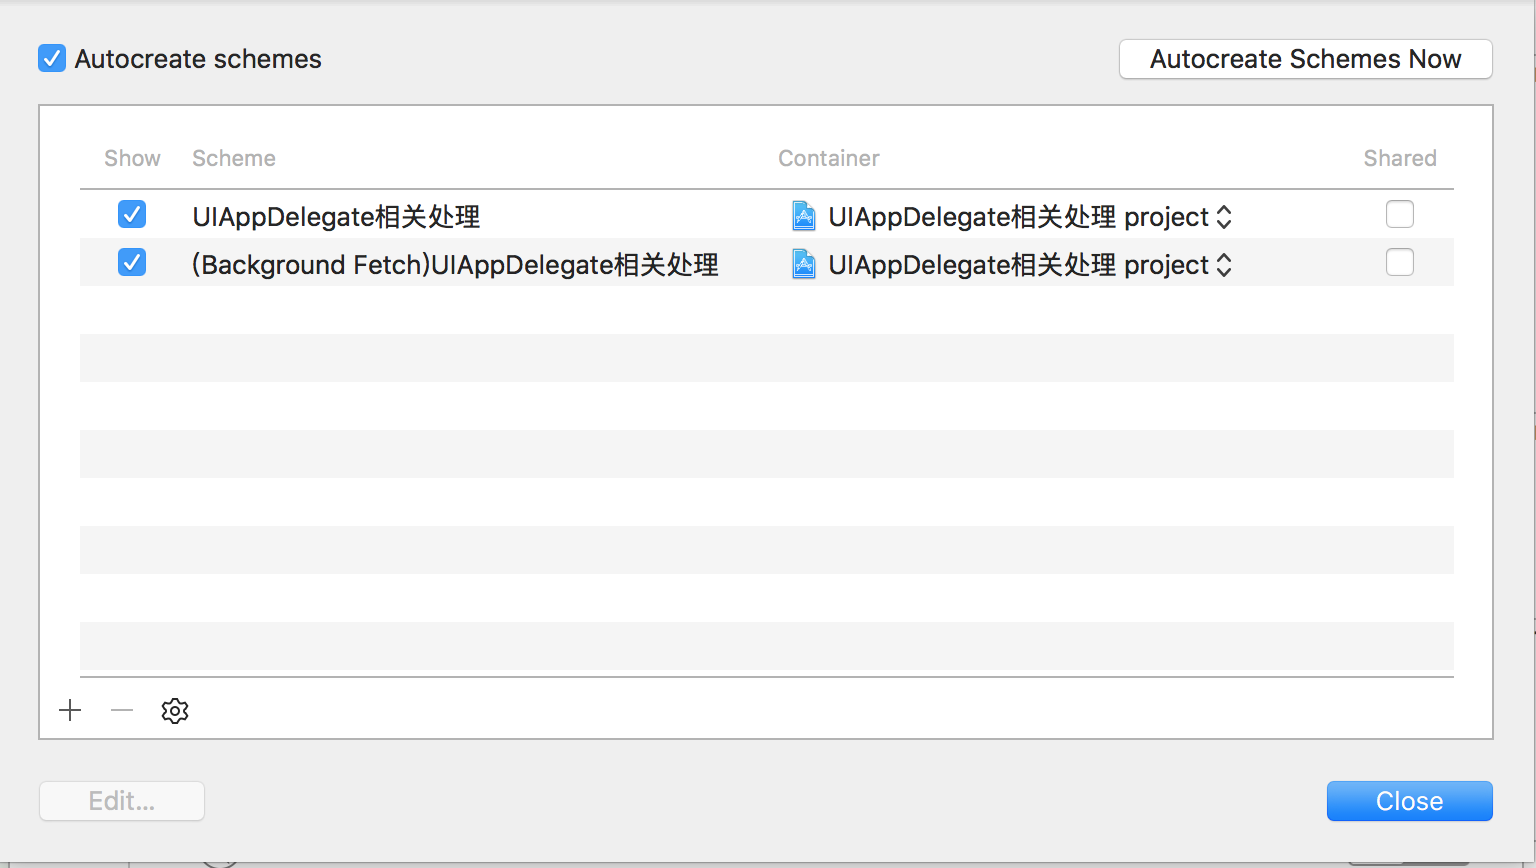 Autocreate schemes
Autocreate Schemes Now
Show Scheme Container Shared
UIAppDelegate相关处理 UIAppDelegate相关处理 project
(Background Fetch)UIAppDelegate相关处理 UIAppDelegate相关处理 project
Edit...
Close